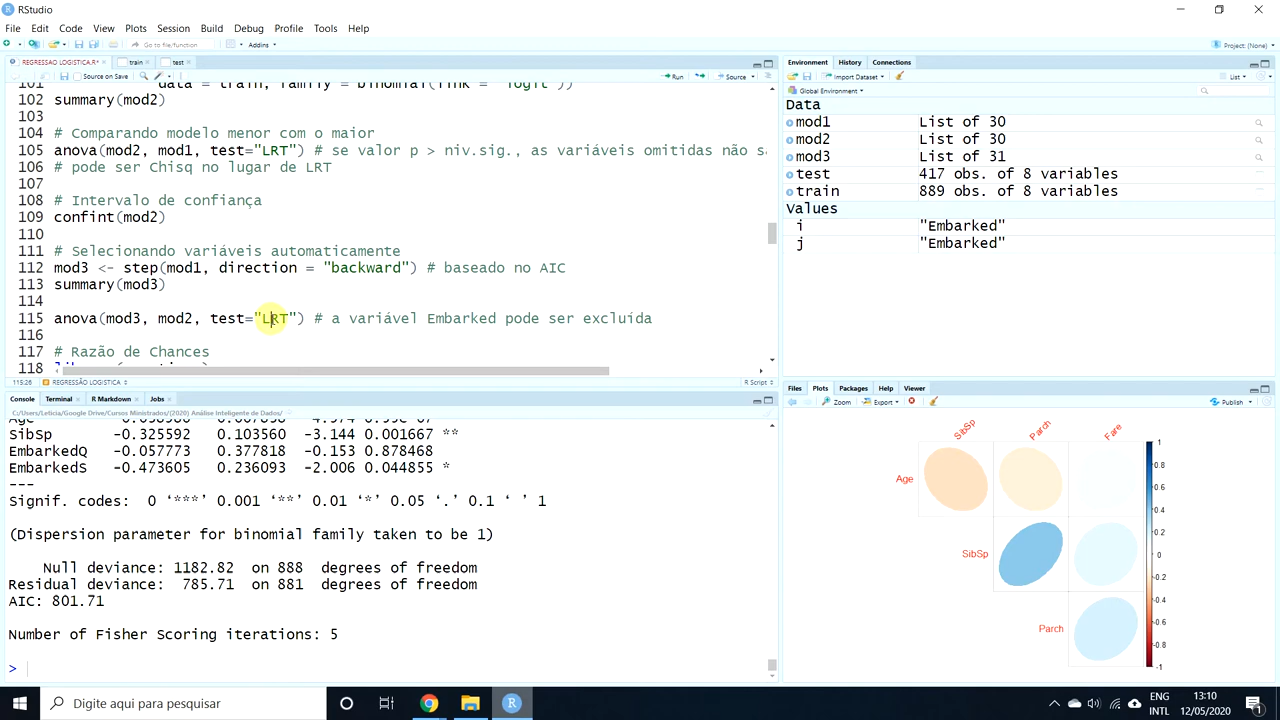 RStudio
File Edit Code View Plots Session Build Debug Profile Tools Help
Go to file/function Addins Project: (None)
REGRESSÃO LOGISTICA.R* train test
Source on Save Run Source
101 data = train, family = binomial(link = "logit"))
102 summary(mod2)
103
104 # Comparando modelo menor com o maior
105 anova(mod2, mod1, test="LRT") # se valor p > niv.sig., as variáveis omitidas não sã
106 # pode ser Chisq no lugar de LRT
107
108 # Intervalo de confiança
109 confint(mod2)
110
111 # Selecionando variáveis automaticamente
112 mod3 <- step(mod1, direction = "backward") # baseado no AIC
113 summary(mod3)
114
115 anova(mod3, mod2, test="LRT") # a variável Embarked pode ser excluída
116
117 # Razão de Chances
118
115:26 REGRESSÃO LOGISTICA R Script
Console Terminal R Markdown Jobs
C:/Users/Leticia/Google Drive/Cursos Ministrados/(2020) Análise Inteligente de Dados/
Age
SibSp -0.325592 0.103560 -3.144 0.001667 **
EmbarkedQ -0.057773 0.377818 -0.153 0.878468
EmbarkedS -0.473605 0.236093 -2.006 0.044855 *
---
Signif. codes: 0 ‘***’ 0.001 ‘**’ 0.01 ‘*’ 0.05 ‘.’ 0.1 ‘ ’ 1
(Dispersion parameter for binomial family taken to be 1)
Null deviance: 1182.82 on 888 degrees of freedom
Residual deviance: 785.71 on 881 degrees of freedom
AIC: 801.71
Number of Fisher Scoring iterations: 5
>
Environment History Connections
Import Dataset List
Global Environment
Data
mod1 List of 30
mod2 List of 30
mod3 List of 31
test 417 obs. of 8 variables
train 889 obs. of 8 variables
Values
i "Embarked"
j "Embarked"
Files Plots Packages Help Viewer
Zoom Export Publish
SibSp Parch Fare
Age
SibSp
Parch
1
0.8
0.6
0.4
0.2
0
-0.2
-0.4
-0.6
-0.8
-1
Digite aqui para pesquisar
ENG
INTL
13:10
12/05/2020
1